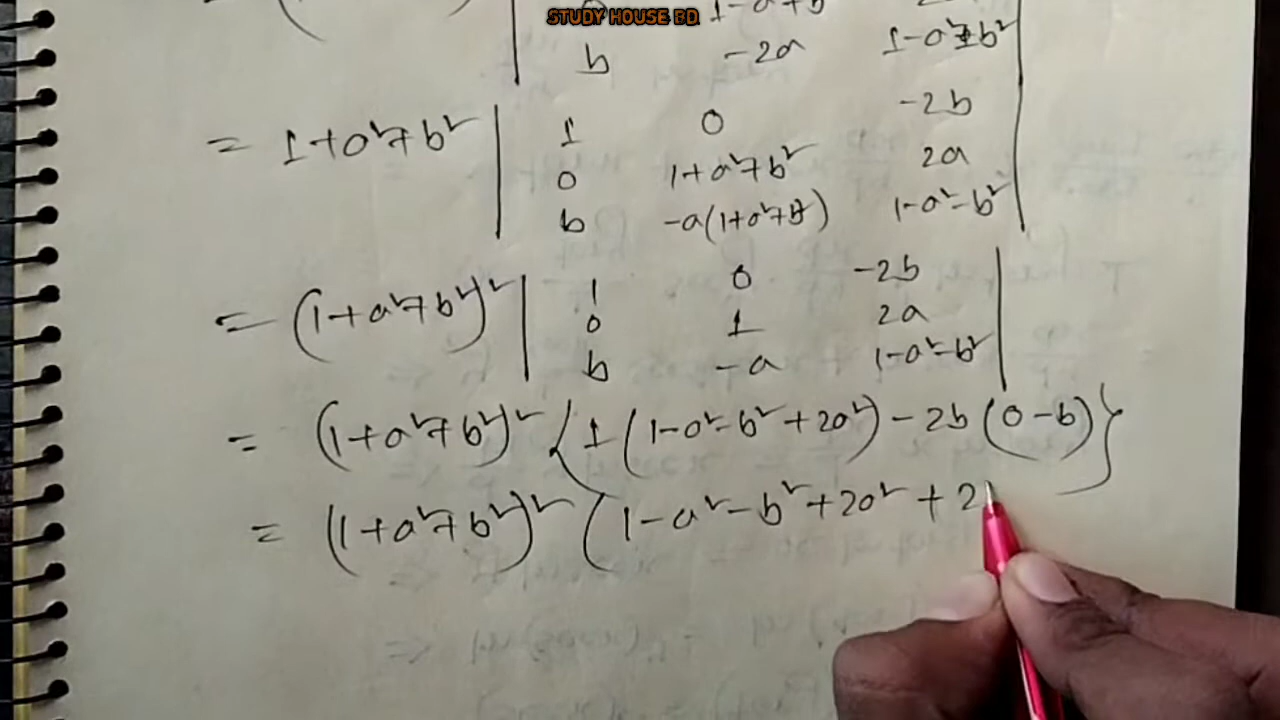 STUDY HOUSE BD
1-a²+b
b -2a 1-a²±b²
= 1+a²+b² | 1 0 -2b
0 1+a²+b² 2a
b -a(1+a²+b²) 1-a²-b² |
= (1+a²+b²)² | 1 0 -2b
0 1 2a
b -a 1-a²-b² |
= (1+a²+b²)² { 1 (1-a²-b²+2a²) -2b (0-b) }
= (1+a²+b²)² (1-a²-b²+2a²+2